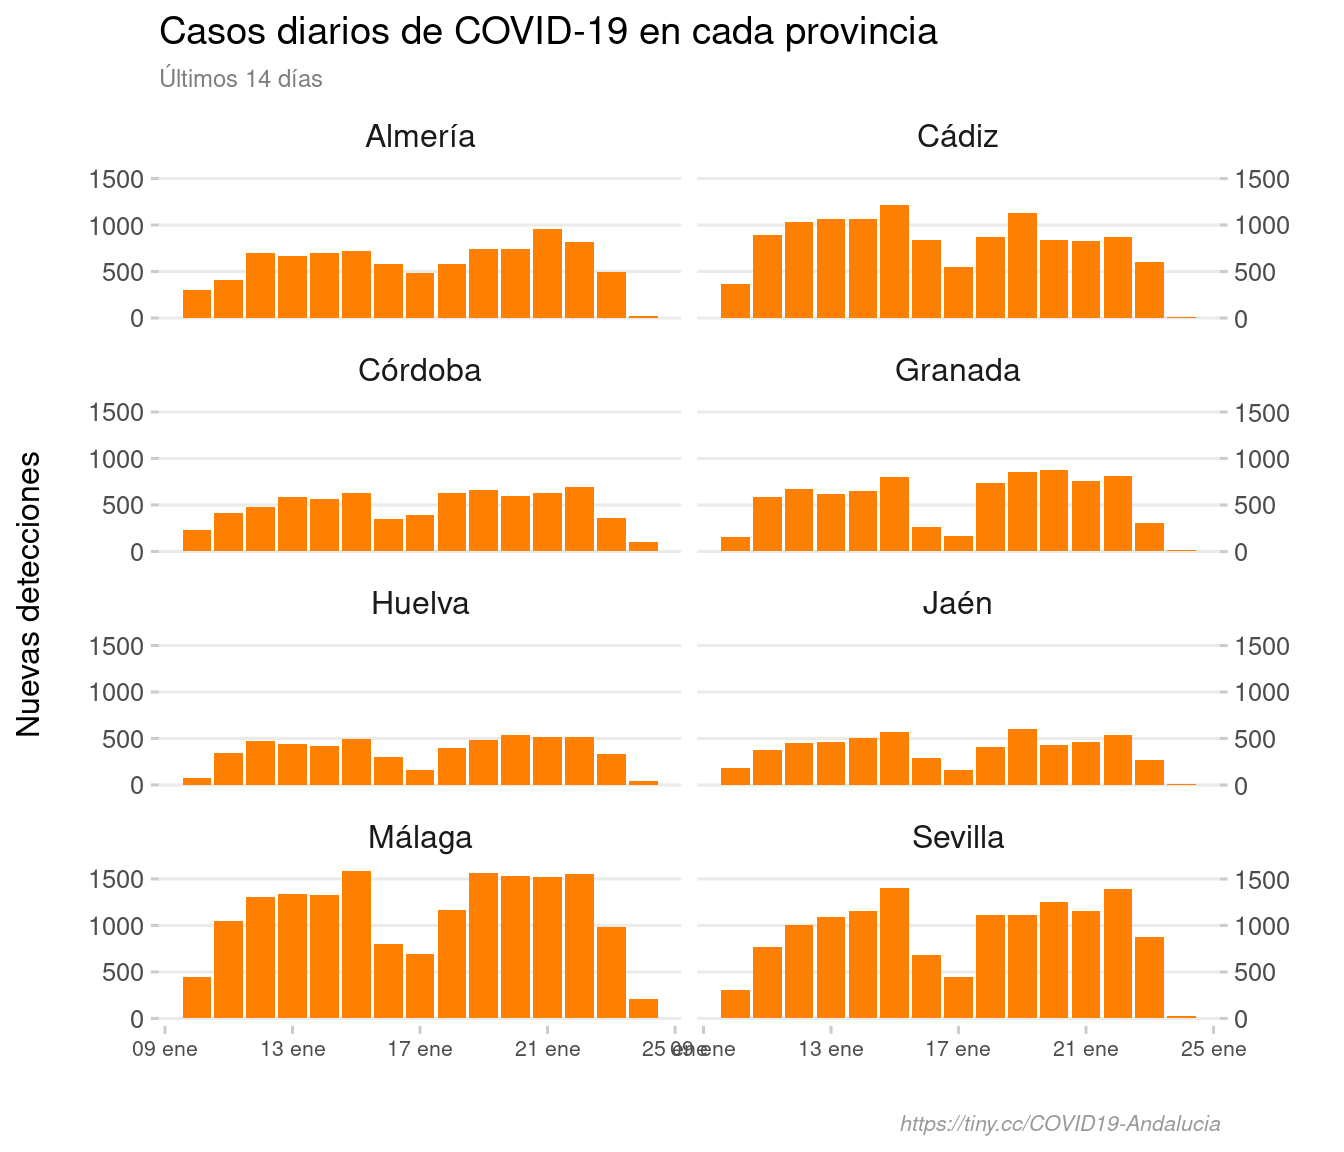 Casos diarios de COVID-19 en cada provincia
Últimos 14 días
Almería
Cádiz
1500
1000
500
0
1500
1000
500
0
Córdoba
Granada
1500
1000
500
0
1500
1000
500
0
Huelva
Jaén
1500
1000
500
0
1500
1000
500
0
Málaga
Sevilla
1500
1000
500
0
1500
1000
500
0
Nuevas detecciones
09 ene 13 ene 17 ene 21 ene 25 ene
09 ene 13 ene 17 ene 21 ene 25 ene
https://tiny.cc/COVID19-Andalucia